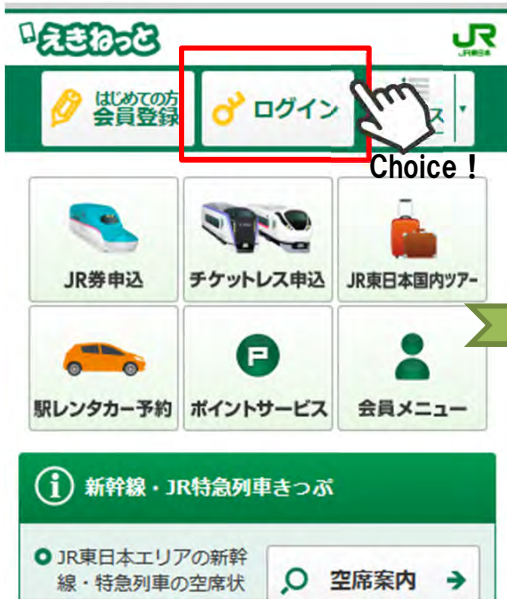 えきねっと
JR
JR東日本
はじめての方
会員登録
ログイン
ス
Choice！
JR券申込
チケットレス申込
JR東日本国内ツアー
駅レンタカー予約
ポイントサービス
会員メニュー
新幹線・JR特急列車きっぷ
JR東日本エリアの新幹
線・特急列車の空席状
空席案内